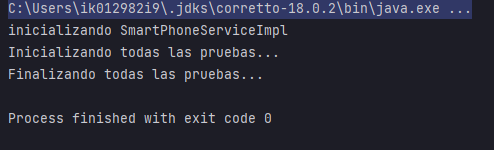 C:\Users\ik012982i9\.jdks\corretto-18.0.2\bin\java.exe ...
inicializando SmartPhoneServiceImpl
Inicializando todas las pruebas...
Finalizando todas las pruebas...
Process finished with exit code 0